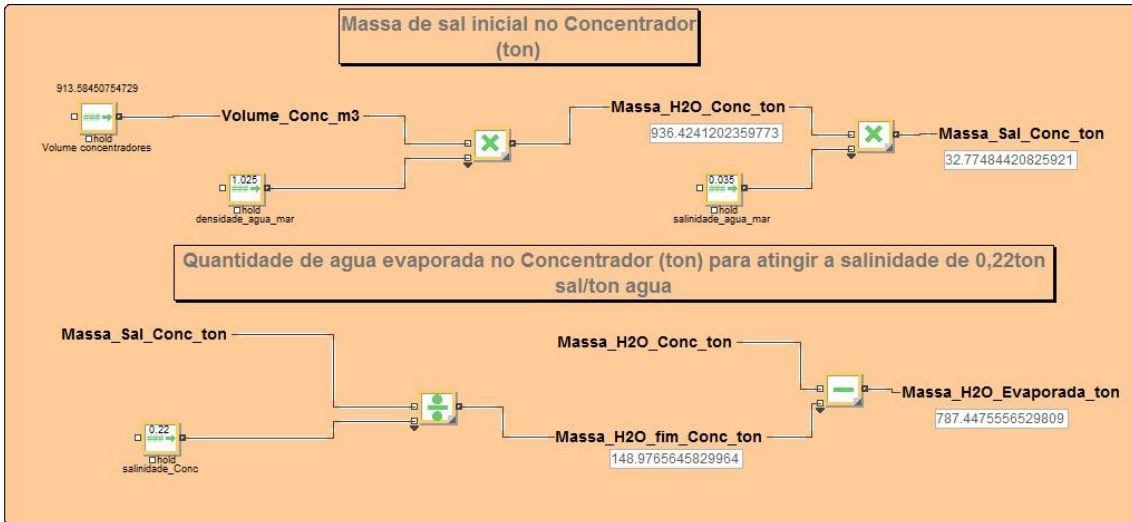 Massa de sal inicial no Concentrador
(ton)
913.58450754729
### 
hold
Volume concentradores
Volume_Conc_m3
1.025
###
hold
densidade_agua_mar
Massa_H2O_Conc_ton
936.4241202359773
0.035
###
hold
salinidade_agua_mar
Massa_Sal_Conc_ton
32.77484420825921
Quantidade de agua evaporada no Concentrador (ton) para atingir a salinidade de 0,22ton
sal/ton agua
Massa_Sal_Conc_ton
0.22
###
hold
salinidade_Conc
Massa_H2O_Conc_ton
Massa_H2O_fim_Conc_ton
148.9765645829964
Massa_H2O_Evaporada_ton
787.4475556529809